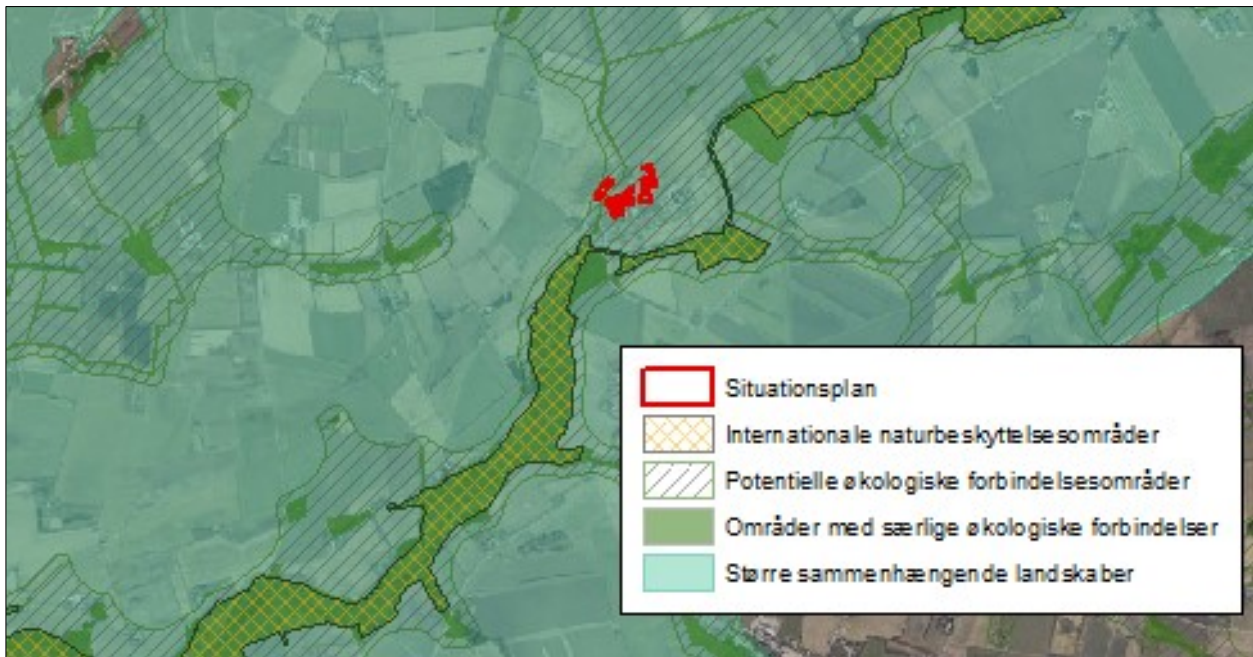 Situationsplan
Internationale naturbeskyttelsesområder
Potentielle økologiske forbindelsesområder
Områder med særlige økologiske forbindelser
Større sammenhængende landskaber